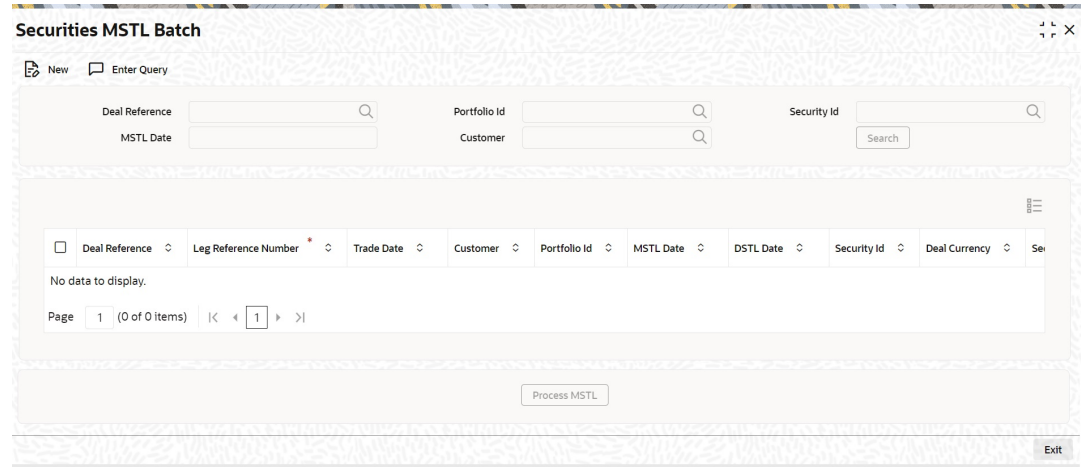 Securities MSTL Batch
New Enter Query
Deal Reference Portfolio Id Security Id
MSTL Date Customer Search
Deal Reference Leg Reference Number * Trade Date Customer Portfolio Id MSTL Date DSTL Date Security Id Deal Currency
No data to display.
Page 1 (0 of 0 items) 1
Process MSTL
Exit